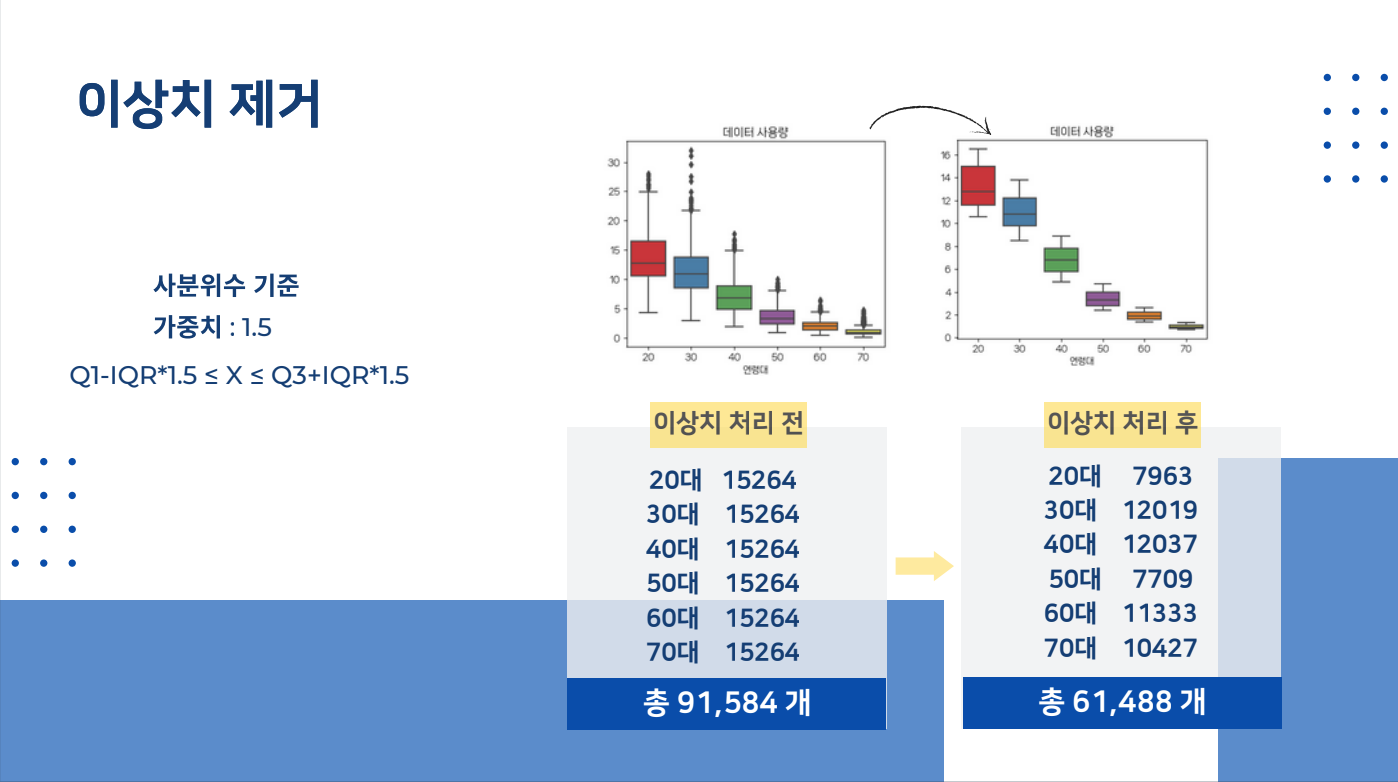 이상치 제거
사분위수 기준
가중치 : 1.5
Q1-IQR*1.5 ≤ X ≤ Q3+IQR*1.5
데이터 사용량
30
25
20
15
10
5
0
20 30 40 50 60 70
연령대
데이터 사용량
16
14
12
10
8
6
4
2
0
20 30 40 50 60 70
연령대
이상치 처리 전
20대 15264
30대 15264
40대 15264
50대 15264
60대 15264
70대 15264
총 91,584 개
이상치 처리 후
20대 7963
30대 12019
40대 12037
50대 7709
60대 11333
70대 10427
총 61,488 개